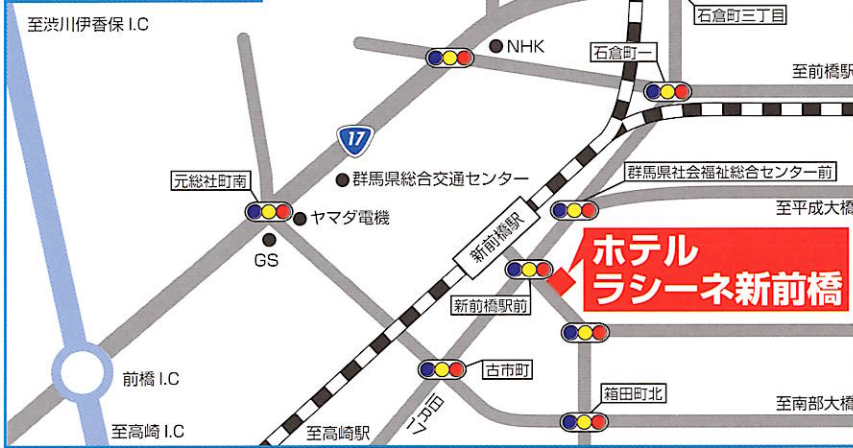 至渋川伊香保 I.C
石倉町三丁目
NHK
石倉町一
至前橋駅
17
群馬県総合交通センター
群馬県社会福祉総合センター前
元総社町南
ヤマダ電機
至平成大橋
GS
新前橋駅
ホテル
ラシーネ新前橋
新前橋駅前
前橋 I.C
古市町
箱田町北
旧R17
至高崎 I.C
至高崎駅
至南部大橋